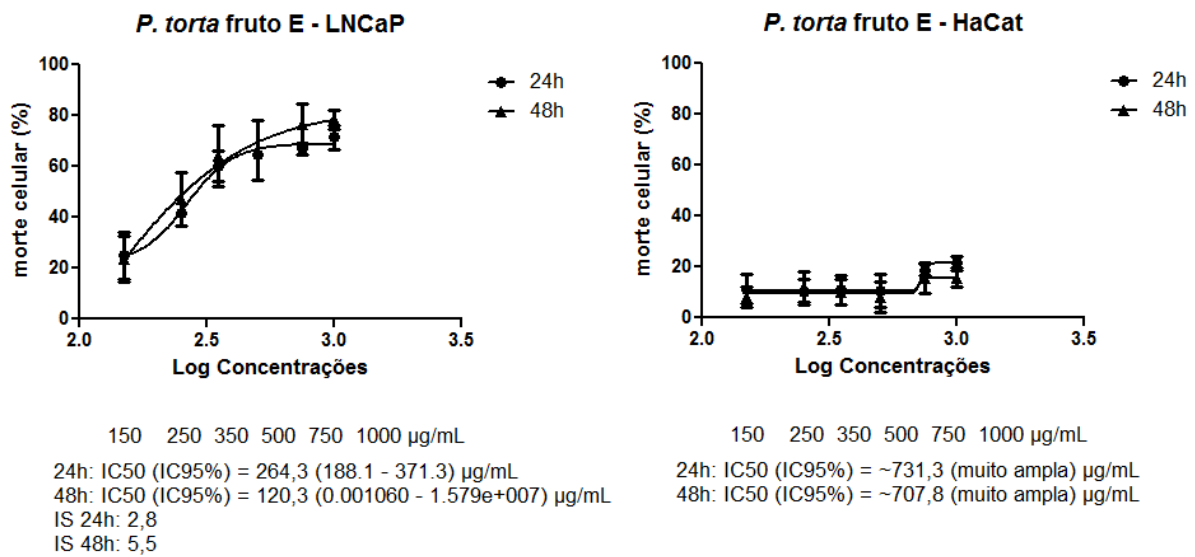 P. torta fruto E - LNCaP
100
80
60
40
20
0
morte celular (%)
24h
48h
2.0 2.5 3.0 3.5
Log Concentrações
150 250 350 500 750 1000 µg/mL
24h: IC50 (IC95%) = 264,3 (188.1 - 371.3) µg/mL
48h: IC50 (IC95%) = 120,3 (0.001060 - 1.579e+007) µg/mL
IS 24h: 2,8
IS 48h: 5,5
P. torta fruto E - HaCat
100
80
60
40
20
0
morte celular (%)
24h
48h
2.0 2.5 3.0 3.5
Log Concentrações
150 250 350 500 750 1000 µg/mL
24h: IC50 (IC95%) = ~731,3 (muito ampla) µg/mL
48h: IC50 (IC95%) = ~707,8 (muito ampla) µg/mL